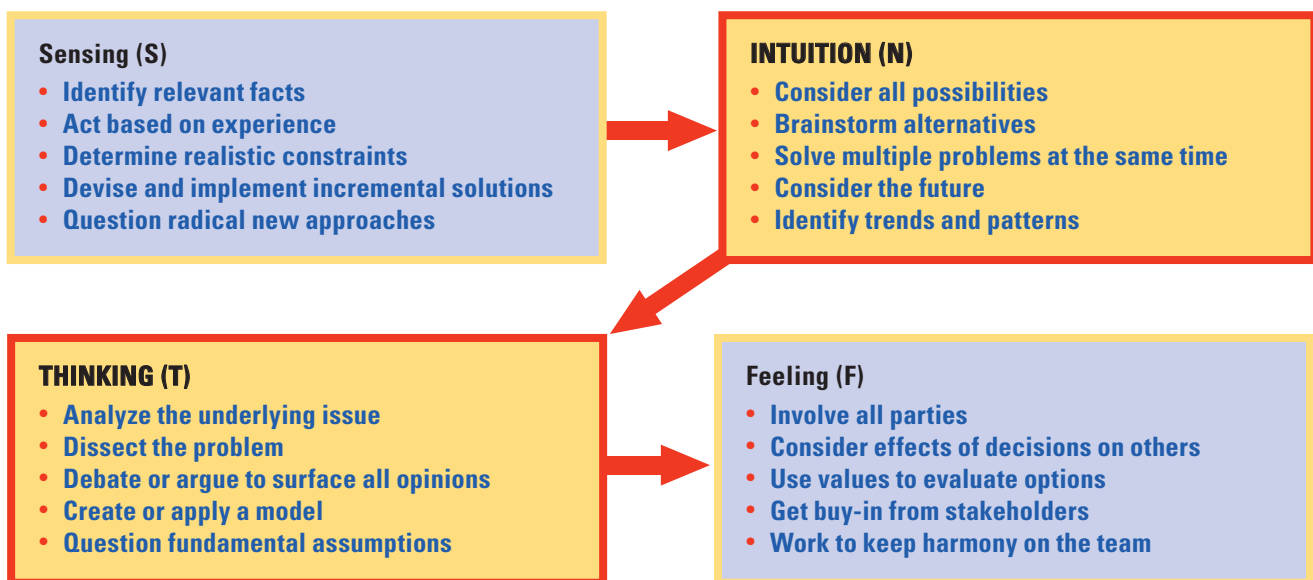 Sensing (S)
• Identify relevant facts
• Act based on experience
• Determine realistic constraints
• Devise and implement incremental solutions
• Question radical new approaches
INTUITION (N)
• Consider all possibilities
• Brainstorm alternatives
• Solve multiple problems at the same time
• Consider the future
• Identify trends and patterns
THINKING (T)
• Analyze the underlying issue
• Dissect the problem
• Debate or argue to surface all opinions
• Create or apply a model
• Question fundamental assumptions
Feeling (F)
• Involve all parties
• Consider effects of decisions on others
• Use values to evaluate options
• Get buy-in from stakeholders
• Work to keep harmony on the team